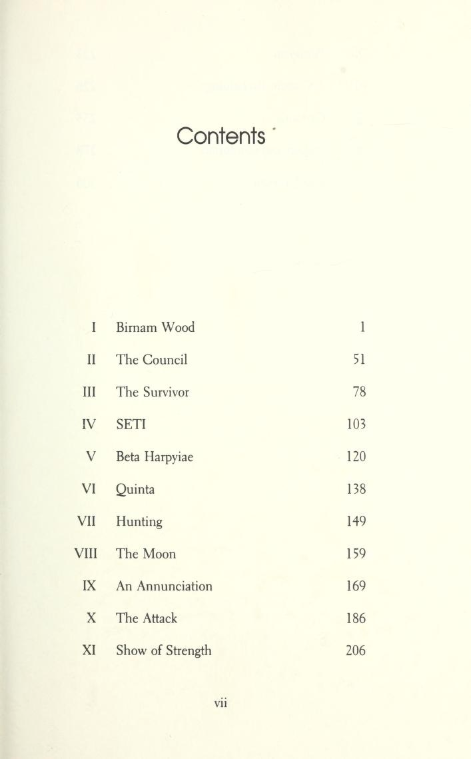 Contents
I Birnam Wood 1
II The Council 51
III The Survivor 78
IV SETI 103
V Beta Harpyiae 120
VI Quinta 138
VII Hunting 149
VIII The Moon 159
IX An Annunciation 169
X The Attack 186
XI Show of Strength 206
vii